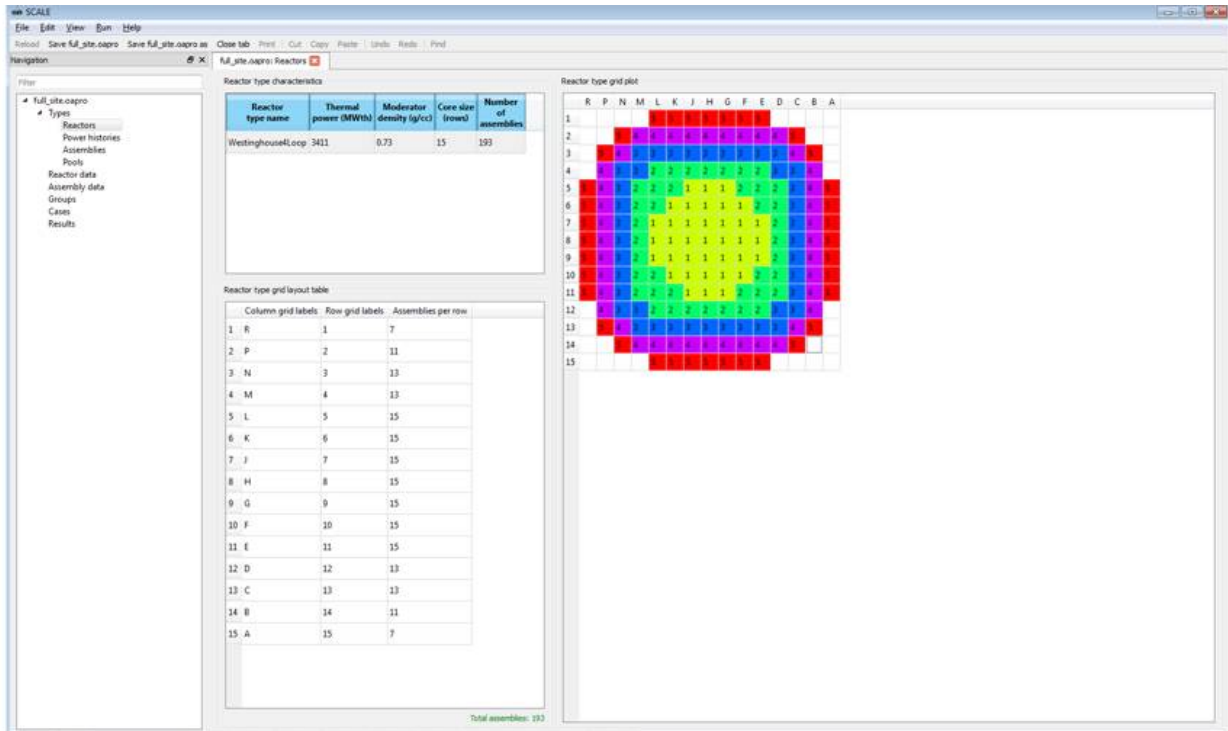 SCALE
File Edit View Run Help
Reload Save full_site.oapro Save full_site.oapro as Close tab Print Cut Copy Paste Undo Redo Find
Navigation
Filter
full_site.oapro
Types
Reactors
Power histories
Assemblies
Pools
Reactor data
Assembly data
Groups
Cases
Results
full_site.oapro: Reactors
Reactor type characteristics
Reactor type name Thermal power (MWth) Moderator density (g/cc) Core size (rows) Number of assemblies
Westinghouse4Loop 3411 0.73 15 193
Reactor type grid layout table
Column grid labels Row grid labels Assemblies per row
1 R 1 7
2 P 2 11
3 N 3 13
4 M 4 13
5 L 5 15
6 K 6 15
7 J 7 15
8 H 8 15
9 G 9 15
10 F 10 15
11 E 11 15
12 D 12 13
13 C 13 13
14 B 14 11
15 A 15 7
Total assemblies: 193
Reactor type grid plot
R P N M L K J H G F E D C B A
1
2
3
4 2 2 2 2 2 2 2
5 2 2 2 1 1 1 2 2 2
6 2 2 1 1 1 1 1 2 2
7 2 1 1 1 1 1 1 1 2
8 2 1 1 1 1 1 1 1 2
9 2 1 1 1 1 1 1 1 2
10 2 2 1 1 1 1 1 2 2
11 2 2 2 1 1 1 2 2 2
12 2 2 2 2 2 2 2
13
14
15